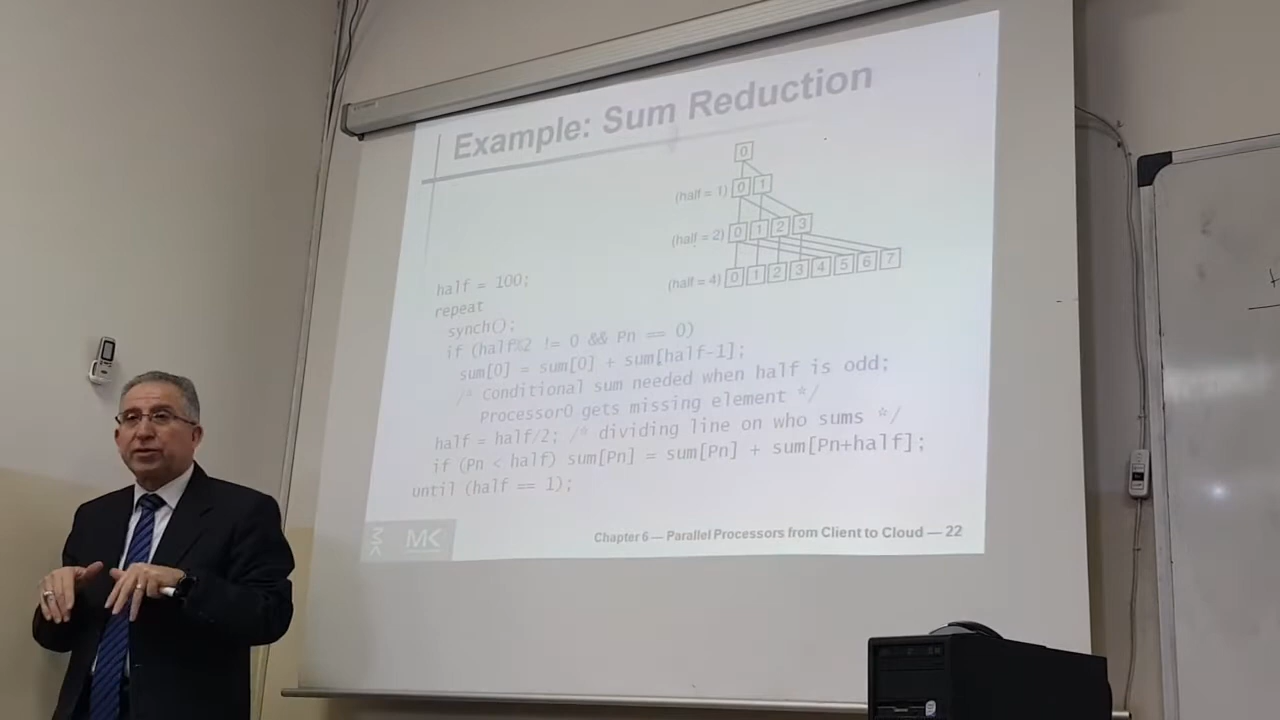 Example: Sum Reduction
0
(half = 1) 0 1
(half = 2) 0 1 2 3
(half = 4) 0 1 2 3 4 5 6 7
half = 100;
repeat
synch();
if (half%2 != 0 && Pn == 0)
sum[0] = sum[0] + sum[half-1];
/* Conditional sum needed when half is odd;
Processor0 gets missing element */
half = half/2; /* dividing line on who sums */
if (Pn < half) sum[Pn] = sum[Pn] + sum[Pn+half];
until (half == 1);
MK MK
Chapter 6 — Parallel Processors from Client to Cloud — 22